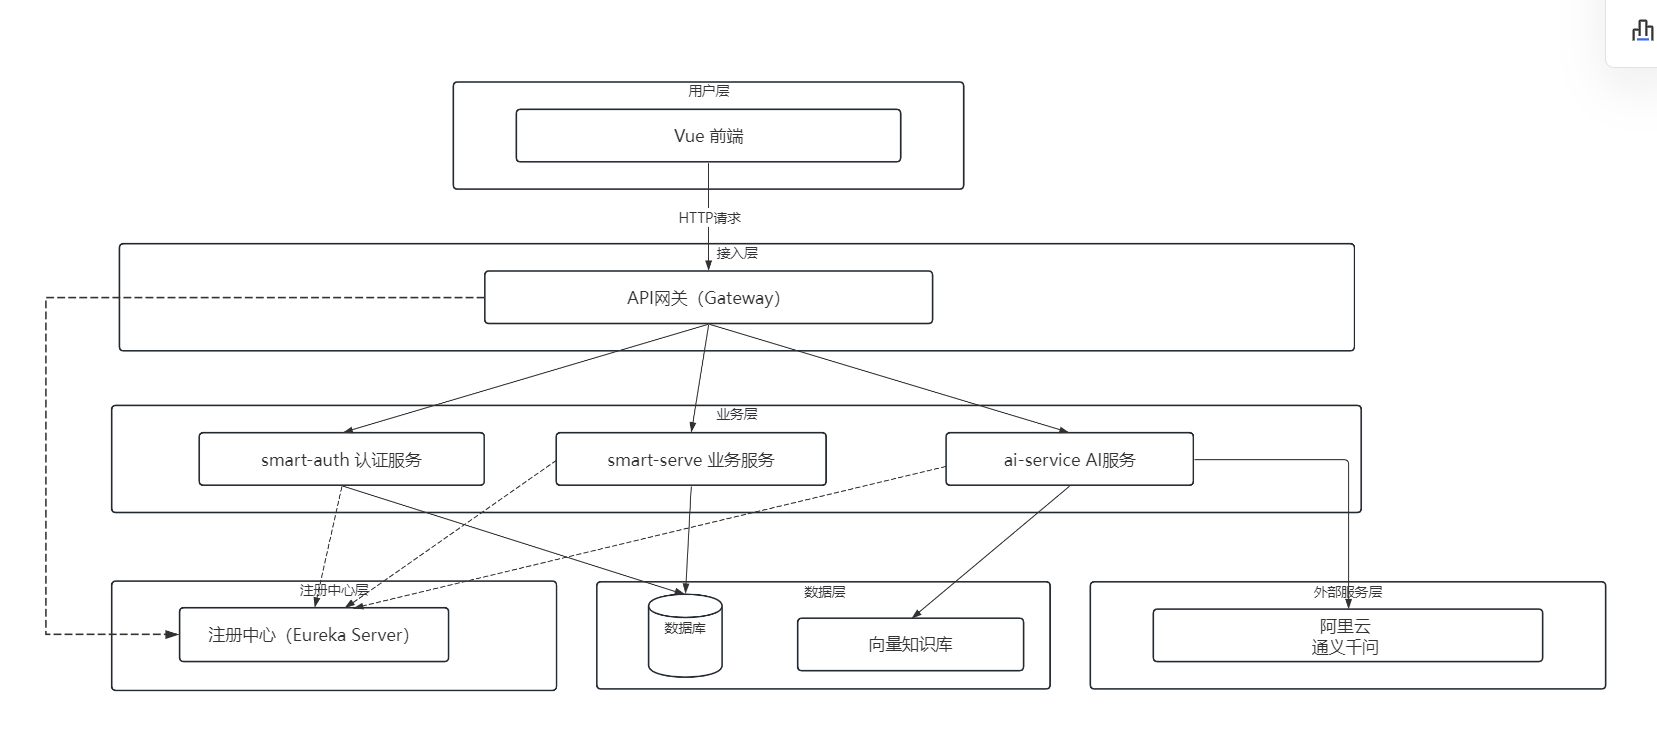 用户层
Vue 前端
HTTP请求
接入层
API网关（Gateway）
业务层
smart-auth 认证服务
smart-serve 业务服务
ai-service AI服务
注册中心层
注册中心（Eureka Server）
数据层
数据库
向量知识库
外部服务层
阿里云
通义千问